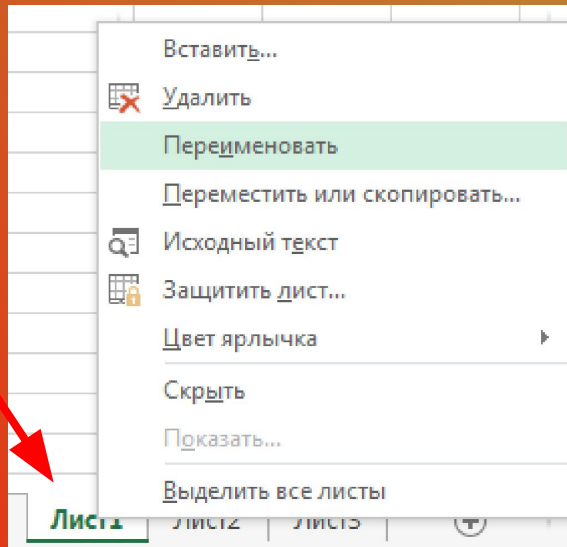 Вставить...
Удалить
Переименовать
Переместить или скопировать...
Исходный текст
Защитить лист...
Цвет ярлычка
Скрыть
Показать...
Выделить все листы
Лист1 Лист2 Лист3